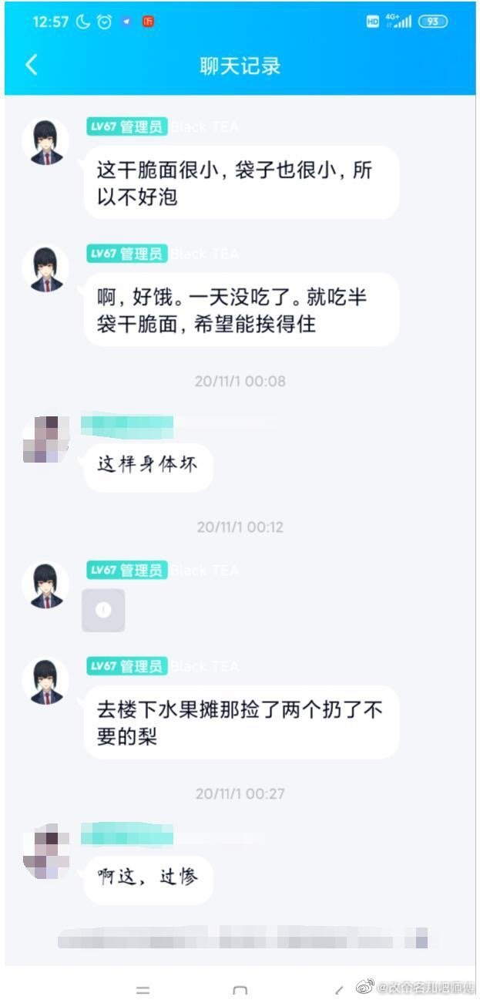 12:57
HD 4G+ 93
聊天记录
LV67 管理员 Black TEA
这干脆面很小，袋子也很小，所
以不好泡
LV67 管理员 Black TEA
啊，好饿。一天没吃了。就吃半
袋干脆面，希望能挨得住
20/11/1 00:08
这样身体坏
20/11/1 00:12
LV67 管理员 Black TEA
LV67 管理员 Black TEA
去楼下水果摊那捡了两个扔了不
要的梨
20/11/1 00:27
啊这，过惨